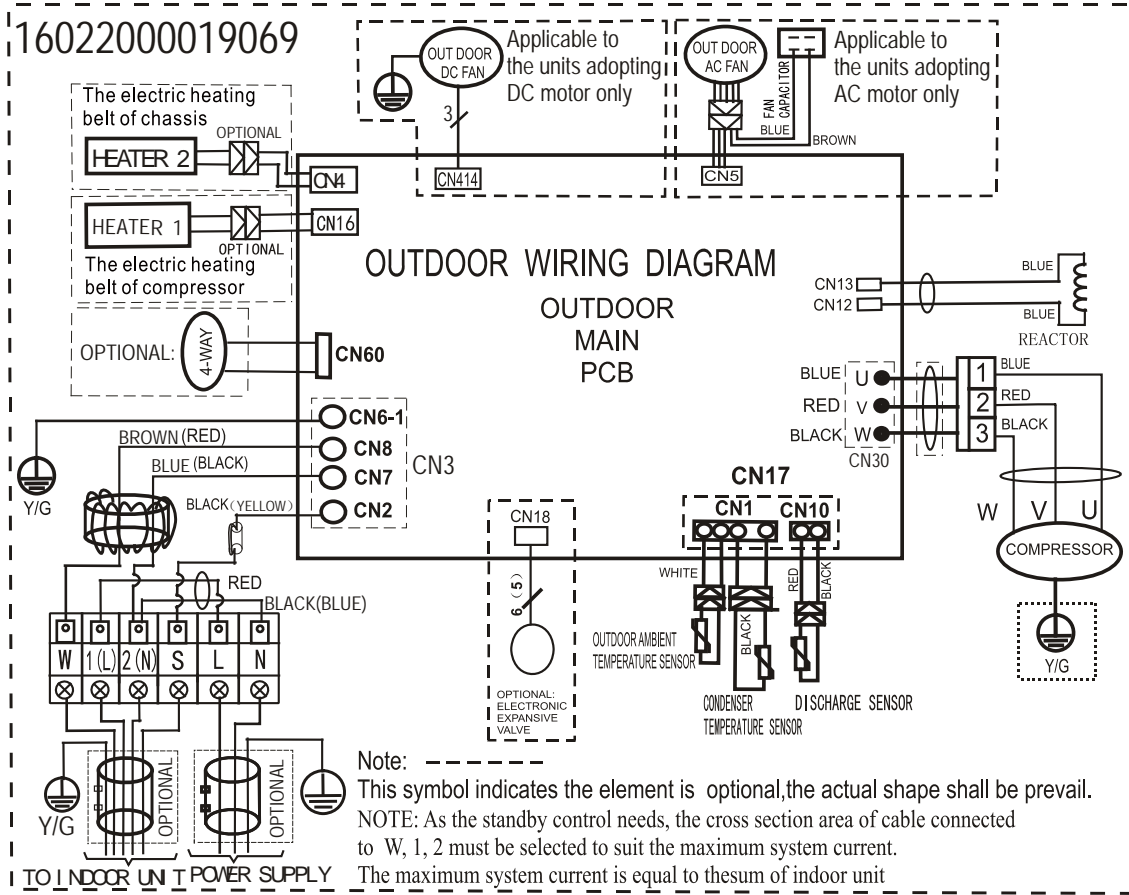 16022000019069
OUT DOOR
DC FAN
Applicable to
the units adopting
DC motor only
3
CN414
OUT DOOR
AC FAN
FAN
CAPACITOR
BLUE
BROWN
Applicable to
the units adopting
AC motor only
CN5
The electric heating
belt of chassis
OPTIONAL
HEATER 2
CN4
HEATER 1
CN16
OPTIONAL
The electric heating
belt of compressor
OPTIONAL:
4-WAY
CN60
OUTDOOR WIRING DIAGRAM
OUTDOOR
MAIN
PCB
CN13
CN12
BLUE
BLUE
REACTOR
BLUE U
RED V
BLACK W
CN30
1 BLUE
2 RED
3 BLACK
W V U
COMPRESSOR
Y/G
CN6-1
CN8
CN7
CN2
CN3
BROWN(RED)
BLUE(BLACK)
BLACK(YELLOW)
Y/G
RED
BLACK(BLUE)
W 1(L) 2(N) S L N
Y/G
OPTIONAL
OPTIONAL
TO INDOOR UNIT POWER SUPPLY
CN18
6 (5)
OPTIONAL:
ELECTRONIC
EXPANSIVE
VALVE
CN17
CN1 CN10
WHITE
BLACK
RED
BLACK
OUTDOOR AMBIENT
TEMPERATURE SENSOR
CONDENSER
TEMPERATURE SENSOR
DISCHARGE SENSOR
Note:
This symbol indicates the element is optional,the actual shape shall be prevail.
NOTE: As the standby control needs, the cross section area of cable connected
to W, 1, 2 must be selected to suit the maximum system current.
The maximum system current is equal to thesum of indoor unit